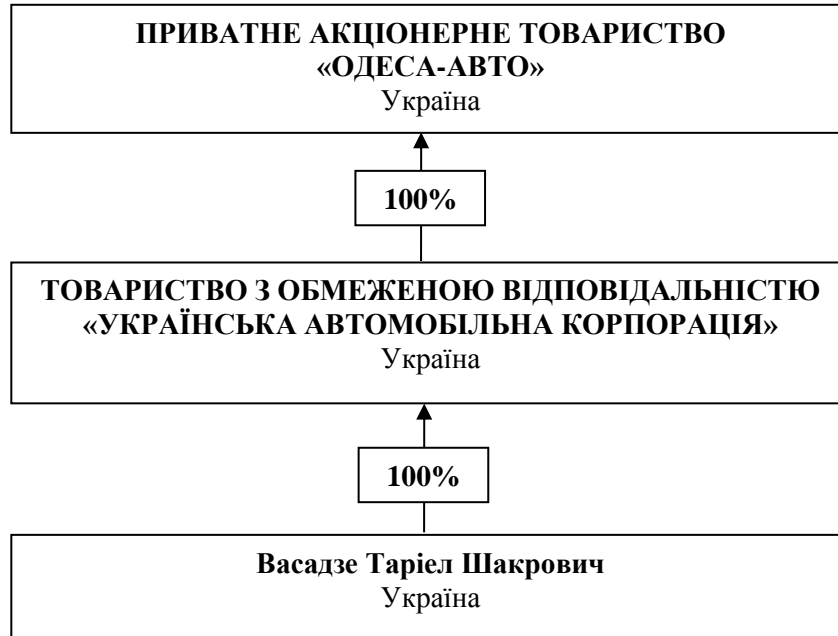 ПРИВАТНЕ АКЦІОНЕРНЕ ТОВАРИСТВО
«ОДЕСА-АВТО»
Україна
100%
ТОВАРИСТВО З ОБМЕЖЕНОЮ ВІДПОВІДАЛЬНІСТЮ
«УКРАЇНСЬКА АВТОМОБІЛЬНА КОРПОРАЦІЯ»
Україна
100%
Васадзе Таріел Шакрович
Україна